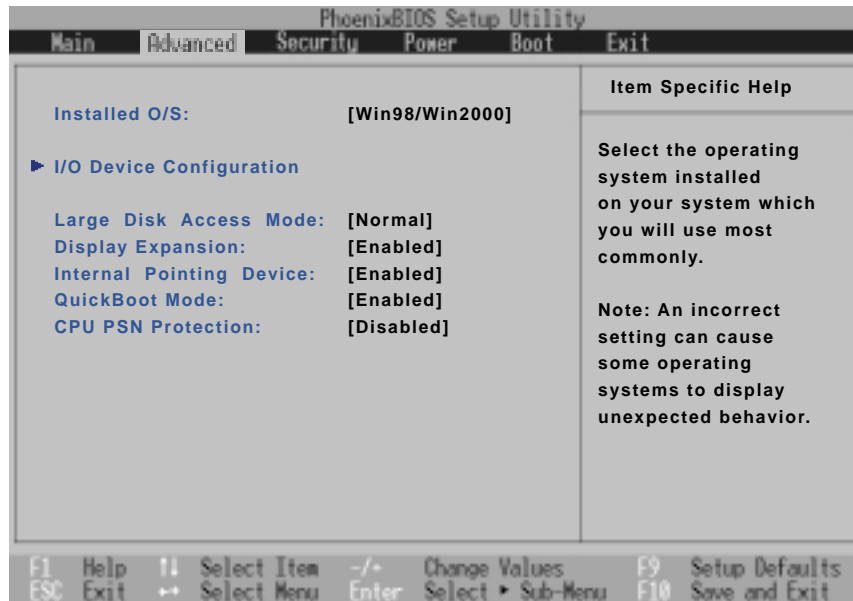 PhoenixBIOS Setup Utility
Main Advanced Security Power Boot Exit
Installed O/S: [Win98/Win2000]
I/O Device Configuration
Large Disk Access Mode: [Normal]
Display Expansion: [Enabled]
Internal Pointing Device: [Enabled]
QuickBoot Mode: [Enabled]
CPU PSN Protection: [Disabled]
Item Specific Help
Select the operating
system installed
on your system which
you will use most
commonly.
Note: An incorrect
setting can cause
some operating
systems to display
unexpected behavior.
F1 Help ↑↓ Select Item -/+ Change Values F9 Setup Defaults
ESC Exit ↔ Select Menu Enter Select ▶ Sub-Menu F10 Save and Exit